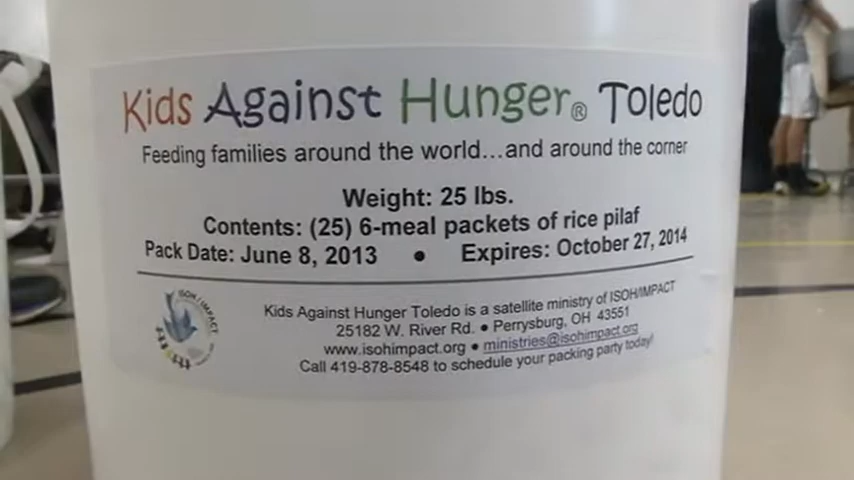 Kids Against Hunger® Toledo
Feeding families around the world...and around the corner
Weight: 25 lbs.
Contents: (25) 6-meal packets of rice pilaf
Pack Date: June 8, 2013 • Expires: October 27, 2014
ISOH / IMPACT
Kids Against Hunger Toledo is a satellite ministry of ISOH/IMPACT
25182 W. River Rd. • Perrysburg, OH 43551
www.isohimpact.org • ministries@isohimpact.org
Call 419-878-8548 to schedule your packing party today!